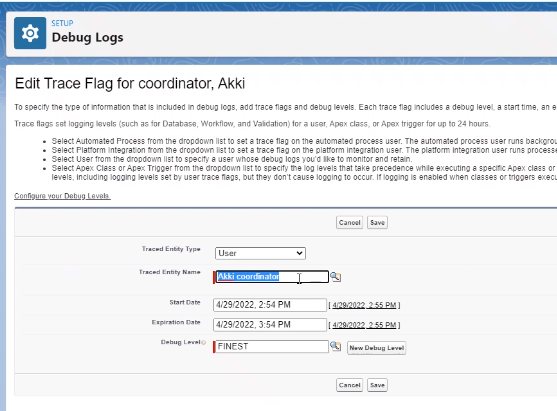 SETUP
Debug Logs
Edit Trace Flag for coordinator, Akki
To specify the type of information that is included in debug logs, add trace flags and debug levels. Each trace flag includes a debug level, a start time, an e
Trace flags set logging levels (such as for Database, Workflow, and Validation) for a user, Apex class, or Apex trigger for up to 24 hours.
Select Automated Process from the dropdown list to set a trace flag on the automated process user. The automated process user runs backgrou
Select Platform Integration from the dropdown list to set a trace flag on the platform integration user. The platform integration user runs processe
Select User from the dropdown list to specify a user whose debug logs you'd like to monitor and retain.
Select Apex Class or Apex Trigger from the dropdown list to specify the log levels that take precedence while executing a specific Apex class or
levels, including logging levels set by user trace flags, but they don't cause logging to occur. If logging is enabled when classes or triggers execu
Configure your Debug Levels.
Cancel Save
Traced Entity Type User
Traced Entity Name Akki coordinator
Start Date 4/29/2022, 2:54 PM [ 4/29/2022, 2:55 PM ]
Expiration Date 4/29/2022, 3:54 PM [ 4/29/2022, 2:55 PM ]
Debug Level FINEST New Debug Level
Cancel Save